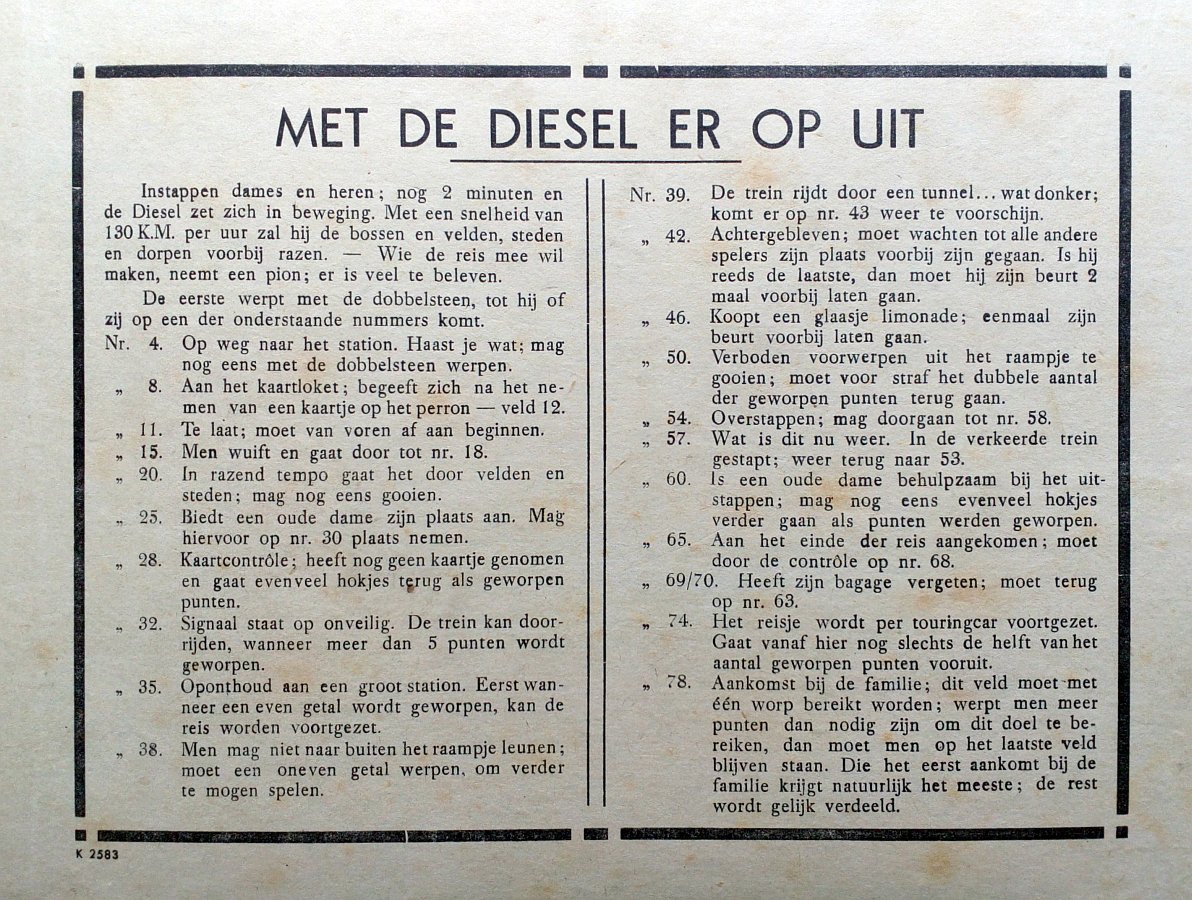 MET DE DIESEL ER OP UIT
Instappen dames en heren; nog 2 minuten en
de Diesel zet zich in beweging. Met een snelheid van
130 K.M. per uur zal hij de bossen en velden, steden
en dorpen voorbij razen. — Wie de reis mee wil
maken, neemt een pion; er is veel te beleven.
De eerste werpt met de dobbelsteen, tot hij of
zij op een der onderstaande nummers komt.
Nr. 4. Op weg naar het station. Haast je wat; mag
nog eens met de dobbelsteen werpen.
„ 8. Aan het kaartloket; begeeft zich na het ne-
men van een kaartje op het perron — veld 12.
„ 11. Te laat; moet van voren af aan beginnen.
„ 15. Men wuift en gaat door tot nr. 18.
„ 20. In razend tempo gaat het door velden en
steden; mag nog eens gooien.
„ 25. Biedt een oude dame zijn plaats aan. Mag
hiervoor op nr. 30 plaats nemen.
„ 28. Kaartcontrôle; heeft nog geen kaartje genomen
en gaat evenveel hokjes terug als geworpen
punten.
„ 32. Signaal staat op onveilig. De trein kan door-
rijden, wanneer meer dan 5 punten wordt
geworpen.
„ 35. Oponthoud aan een groot station. Eerst wan-
neer een even getal wordt geworpen, kan de
reis worden voortgezet.
„ 38. Men mag niet naar buiten het raampje leunen;
moet een oneven getal werpen, om verder
te mogen spelen.
Nr. 39. De trein rijdt door een tunnel... wat donker;
komt er op nr. 43 weer te voorschijn.
„ 42. Achtergebleven; moet wachten tot alle andere
spelers zijn plaats voorbij zijn gegaan. Is hij
reeds de laatste, dan moet hij zijn beurt 2
maal voorbij laten gaan.
„ 46. Koopt een glaasje limonade; eenmaal zijn
beurt voorbij laten gaan.
„ 50. Verboden voorwerpen uit het raampje te
gooien; moet voor straf het dubbele aantal
der geworpen punten terug gaan.
„ 54. Overstappen; mag doorgaan tot nr. 58.
„ 57. Wat is dit nu weer. In de verkeerde trein
gestapt; weer terug naar 53.
„ 60. Is een oude dame behulpzaam bij het uit-
stappen; mag nog eens evenveel hokjes
verder gaan als punten werden geworpen.
„ 65. Aan het einde der reis aangekomen; moet
door de contrôle op nr. 68.
„ 69/70. Heeft zijn bagage vergeten; moet terug
op nr. 63.
„ 74. Het reisje wordt per touringcar voortgezet.
Gaat vanaf hier nog slechts de helft van het
aantal geworpen punten vooruit.
„ 78. Aankomst bij de familie; dit veld moet met
één worp bereikt worden; werpt men meer
punten dan nodig zijn om dit doel te be-
reiken, dan moet men op het laatste veld
blijven staan. Die het eerst aankomt bij de
familie krijgt natuurlijk het meeste; de rest
wordt gelijk verdeeld.
K 2583